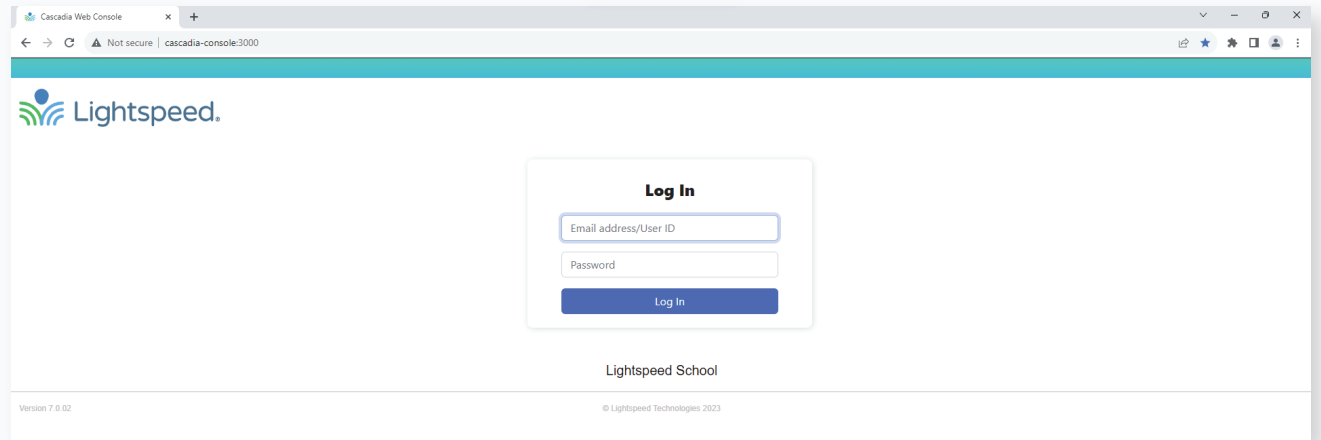 Cascadia Web Console
Not secure | cascadia-console:3000
Lightspeed®
Log In
Email address/User ID
Password
Log In
Lightspeed School
Version 7.0.02
© Lightspeed Technologies 2023